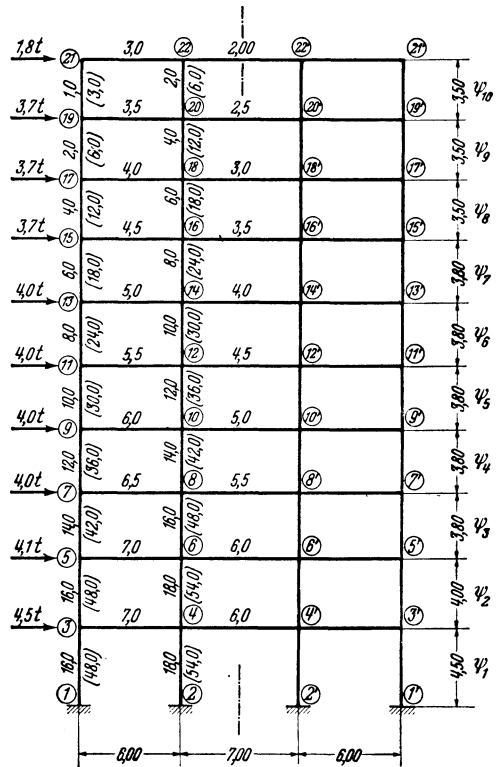 1,8t 21 3,0 22 2,00 22' 21'
1,0 (3,0) 2,0 (6,0) 3,50 Ψ10
3,7t 19 3,5 20 2,5 20' 19'
2,0 (6,0) 4,0 (12,0) 3,50 Ψ9
3,7t 17 4,0 18 3,0 18' 17'
4,0 (12,0) 6,0 (18,0) 3,50 Ψ8
3,7t 15 4,5 16 3,5 16' 15'
6,0 (18,0) 8,0 (24,0) 3,80 Ψ7
4,0t 13 5,0 14 4,0 14' 13'
8,0 (24,0) 10,0 (30,0) 3,80 Ψ6
4,0t 11 5,5 12 4,5 12' 11'
10,0 (30,0) 12,0 (36,0) 3,80 Ψ5
4,0t 9 6,0 10 5,0 10' 9'
12,0 (36,0) 14,0 (42,0) 3,80 Ψ4
4,0t 7 6,5 8 5,5 8' 7'
14,0 (42,0) 16,0 (48,0) 3,80 Ψ3
4,1t 5 7,0 6 6,0 6' 5'
16,0 (48,0) 18,0 (54,0) 4,00 Ψ2
4,5t 3 7,0 4 6,0 4' 3'
16,0 (48,0) 18,0 (54,0) 4,50 Ψ1
1 2 2' 1'
6,00 7,00 6,00